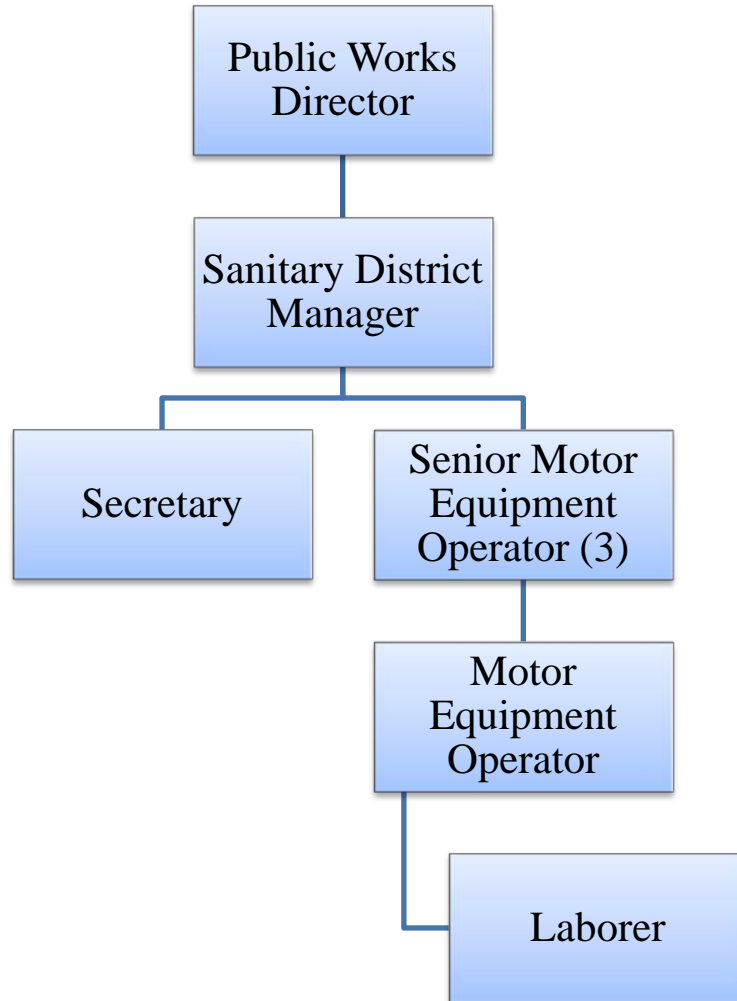 Public Works
Director
Sanitary District
Manager
Secretary
Senior Motor
Equipment
Operator (3)
Motor
Equipment
Operator
Laborer